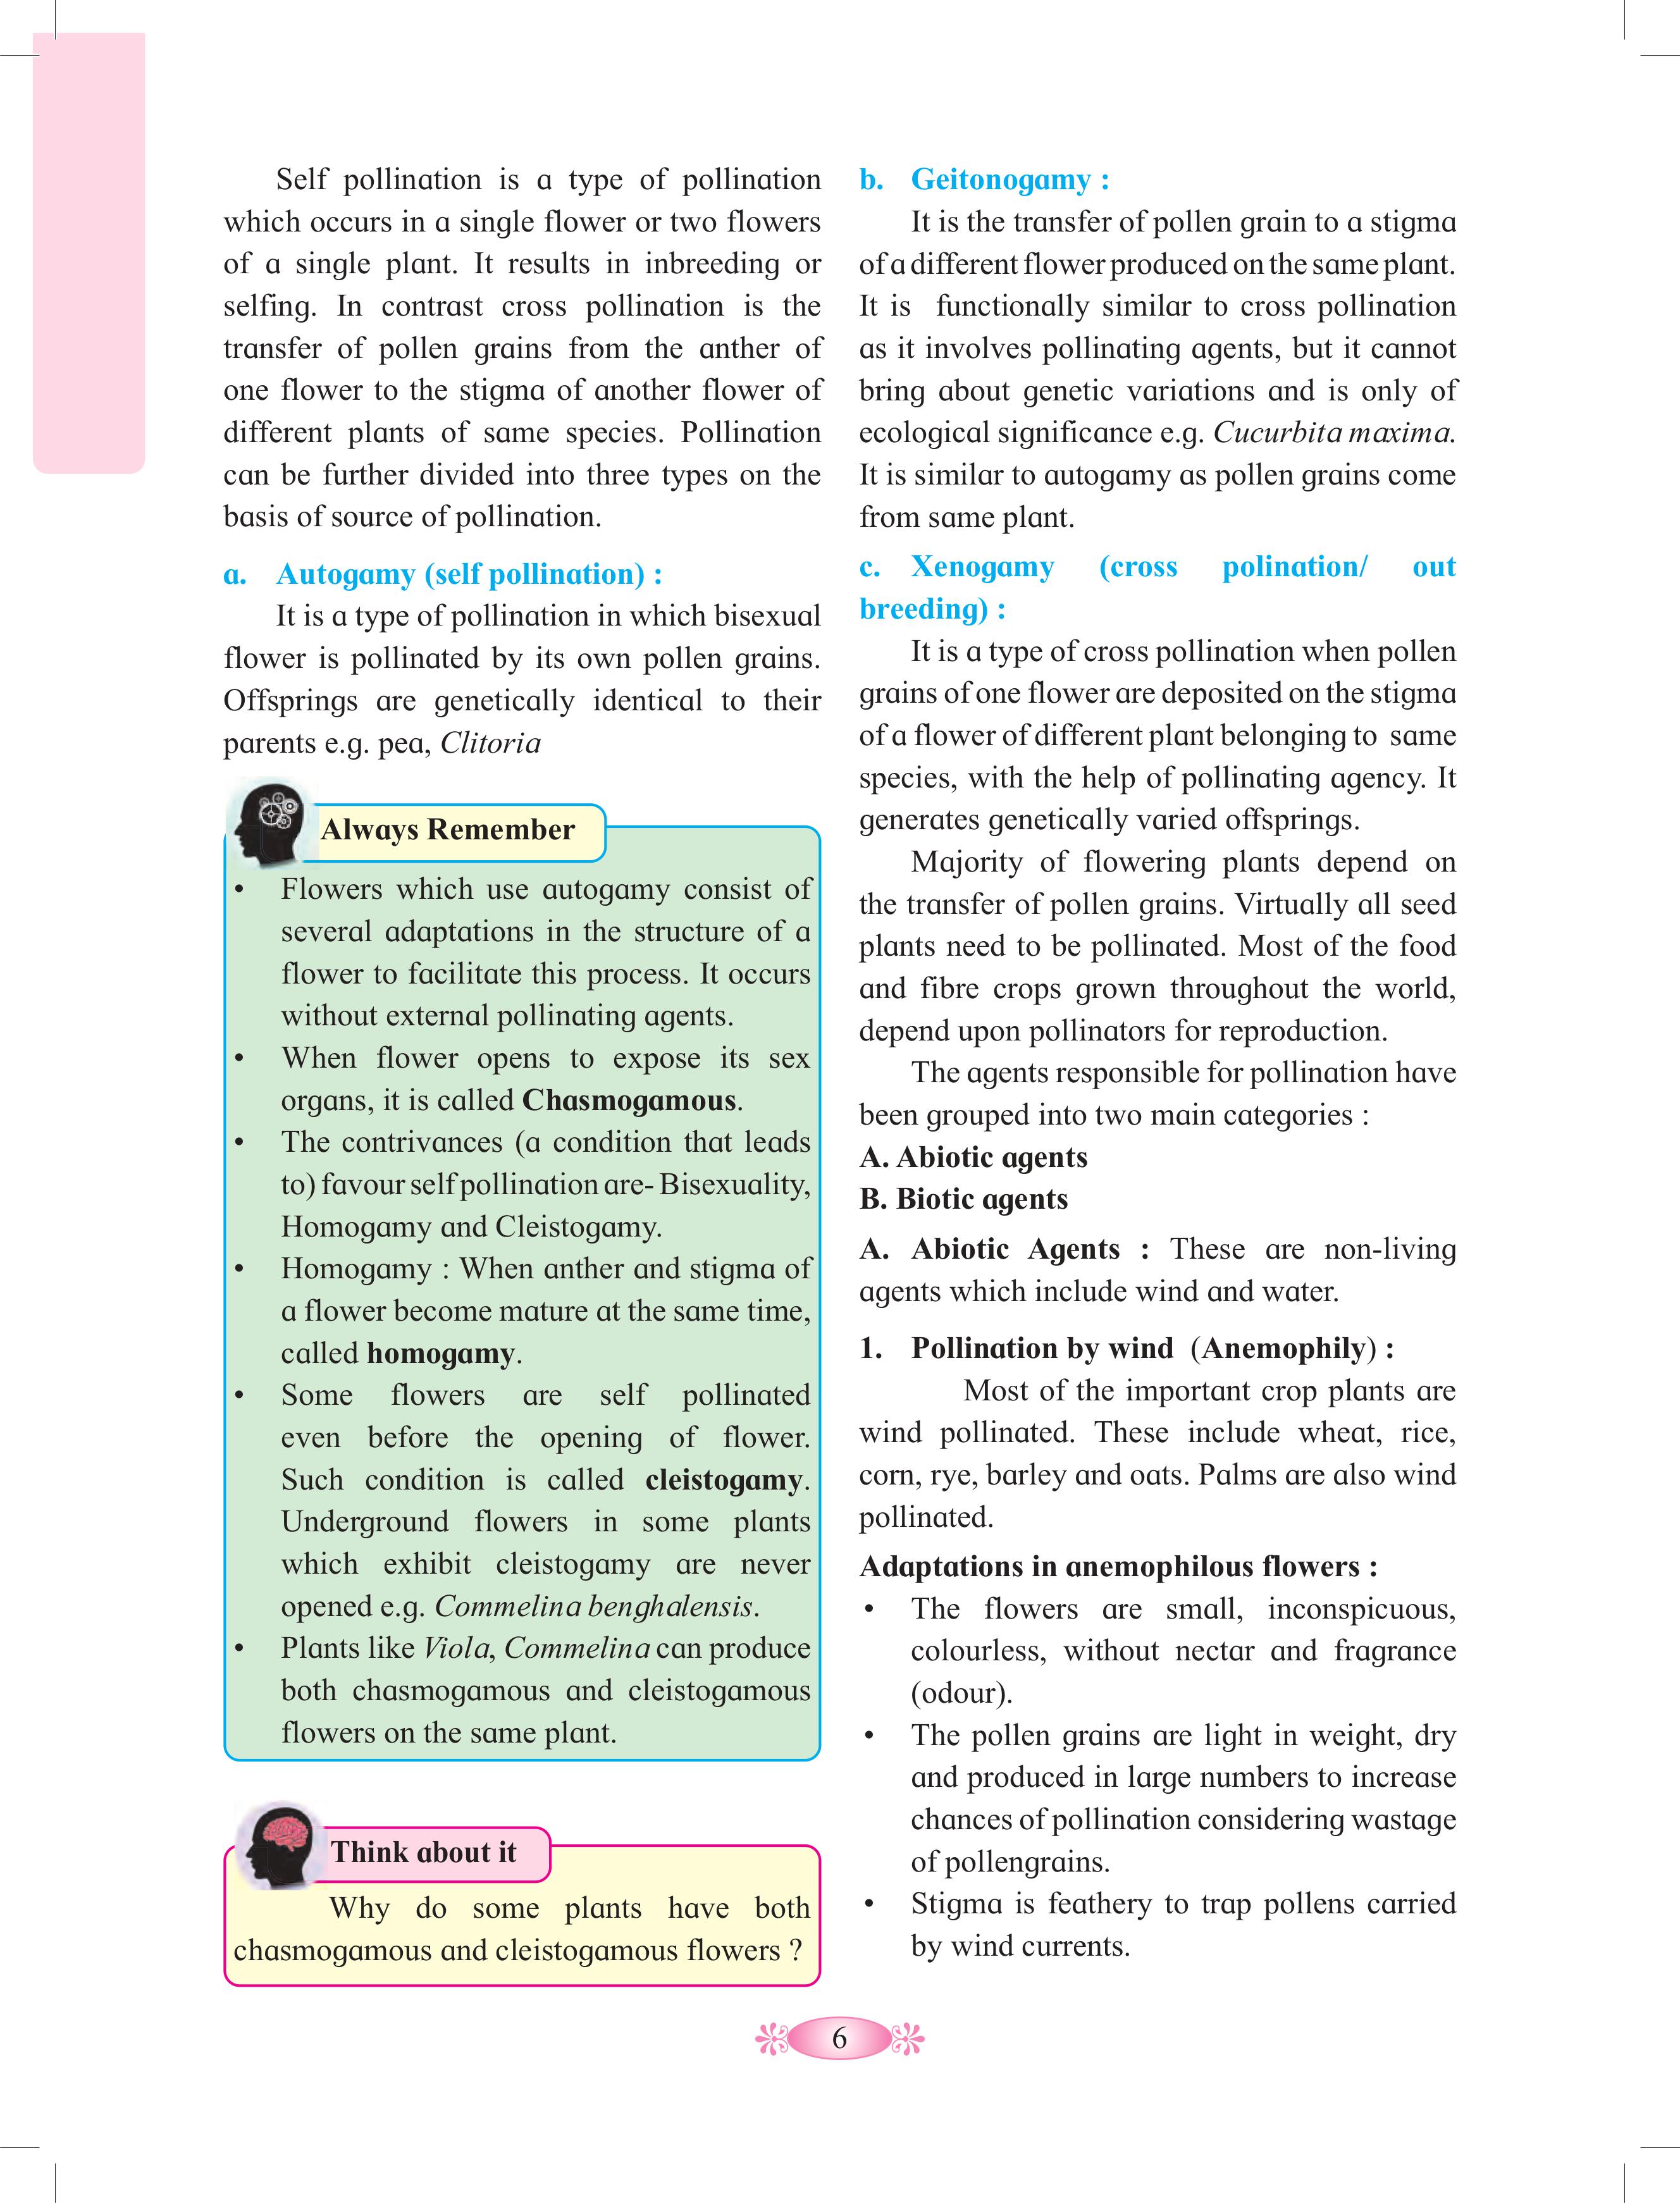 Self pollination is a type of pollination
which occurs in a single flower or two flowers
of a single plant. It results in inbreeding or
selfing. In contrast cross pollination is the
transfer of pollen grains from the anther of
one flower to the stigma of another flower of
different plants of same species. Pollination
can be further divided into three types on the
basis of source of pollination.
a. Autogamy (self pollination) :
It is a type of pollination in which bisexual
flower is pollinated by its own pollen grains.
Offsprings are genetically identical to their
parents e.g. pea, Clitoria
Always Remember
• Flowers which use autogamy consist of
several adaptations in the structure of a
flower to facilitate this process. It occurs
without external pollinating agents.
• When flower opens to expose its sex
organs, it is called Chasmogamous.
• The contrivances (a condition that leads
to) favour self pollination are- Bisexuality,
Homogamy and Cleistogamy.
• Homogamy : When anther and stigma of
a flower become mature at the same time,
called homogamy.
• Some flowers are self pollinated
even before the opening of flower.
Such condition is called cleistogamy.
Underground flowers in some plants
which exhibit cleistogamy are never
opened e.g. Commelina benghalensis.
• Plants like Viola, Commelina can produce
both chasmogamous and cleistogamous
flowers on the same plant.
Think about it
Why do some plants have both
chasmogamous and cleistogamous flowers ?
b. Geitonogamy :
It is the transfer of pollen grain to a stigma
of a different flower produced on the same plant.
It is functionally similar to cross pollination
as it involves pollinating agents, but it cannot
bring about genetic variations and is only of
ecological significance e.g. Cucurbita maxima.
It is similar to autogamy as pollen grains come
from same plant.
c. Xenogamy (cross polination/ out
breeding) :
It is a type of cross pollination when pollen
grains of one flower are deposited on the stigma
of a flower of different plant belonging to same
species, with the help of pollinating agency. It
generates genetically varied offsprings.
Majority of flowering plants depend on
the transfer of pollen grains. Virtually all seed
plants need to be pollinated. Most of the food
and fibre crops grown throughout the world,
depend upon pollinators for reproduction.
The agents responsible for pollination have
been grouped into two main categories :
A. Abiotic agents
B. Biotic agents
A. Abiotic Agents : These are non-living
agents which include wind and water.
1. Pollination by wind (Anemophily) :
Most of the important crop plants are
wind pollinated. These include wheat, rice,
corn, rye, barley and oats. Palms are also wind
pollinated.
Adaptations in anemophilous flowers :
• The flowers are small, inconspicuous,
colourless, without nectar and fragrance
(odour).
• The pollen grains are light in weight, dry
and produced in large numbers to increase
chances of pollination considering wastage
of pollengrains.
• Stigma is feathery to trap pollens carried
by wind currents.
6